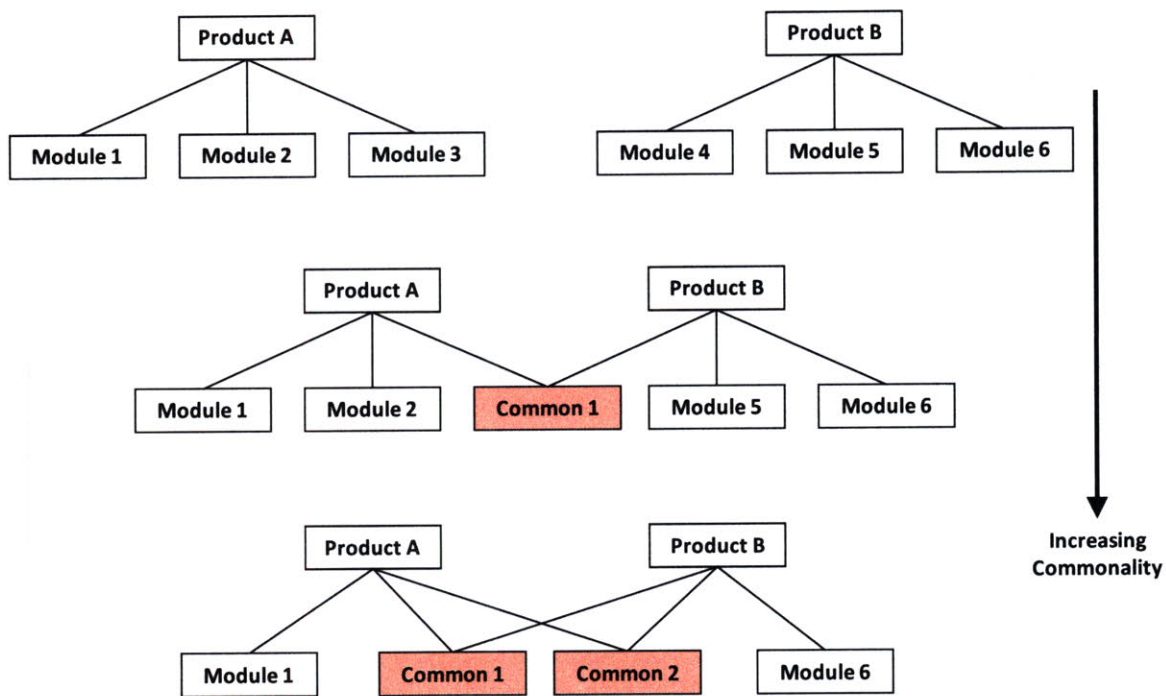 Product A
Product B
Module 1
Module 2
Module 3
Module 4
Module 5
Module 6
Product A
Product B
Module 1
Module 2
Common 1
Module 5
Module 6
Increasing
Commonality
Product A
Product B
Module 1
Common 1
Common 2
Module 6